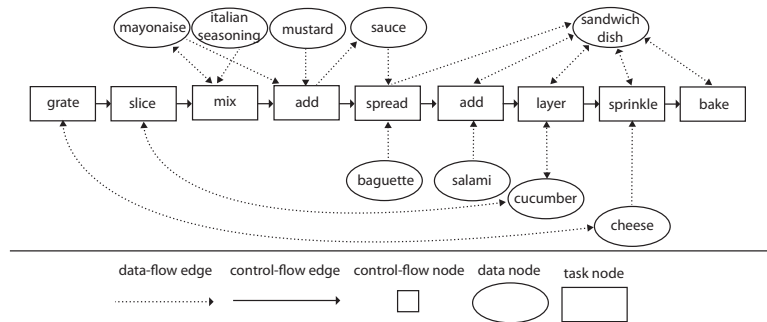 mayonaise
italian
seasoning
mustard
sauce
sandwich
dish
grate
slice
mix
add
spread
add
layer
sprinkle
bake
baguette
salami
cucumber
cheese
data-flow edge
control-flow edge
control-flow node
data node
task node